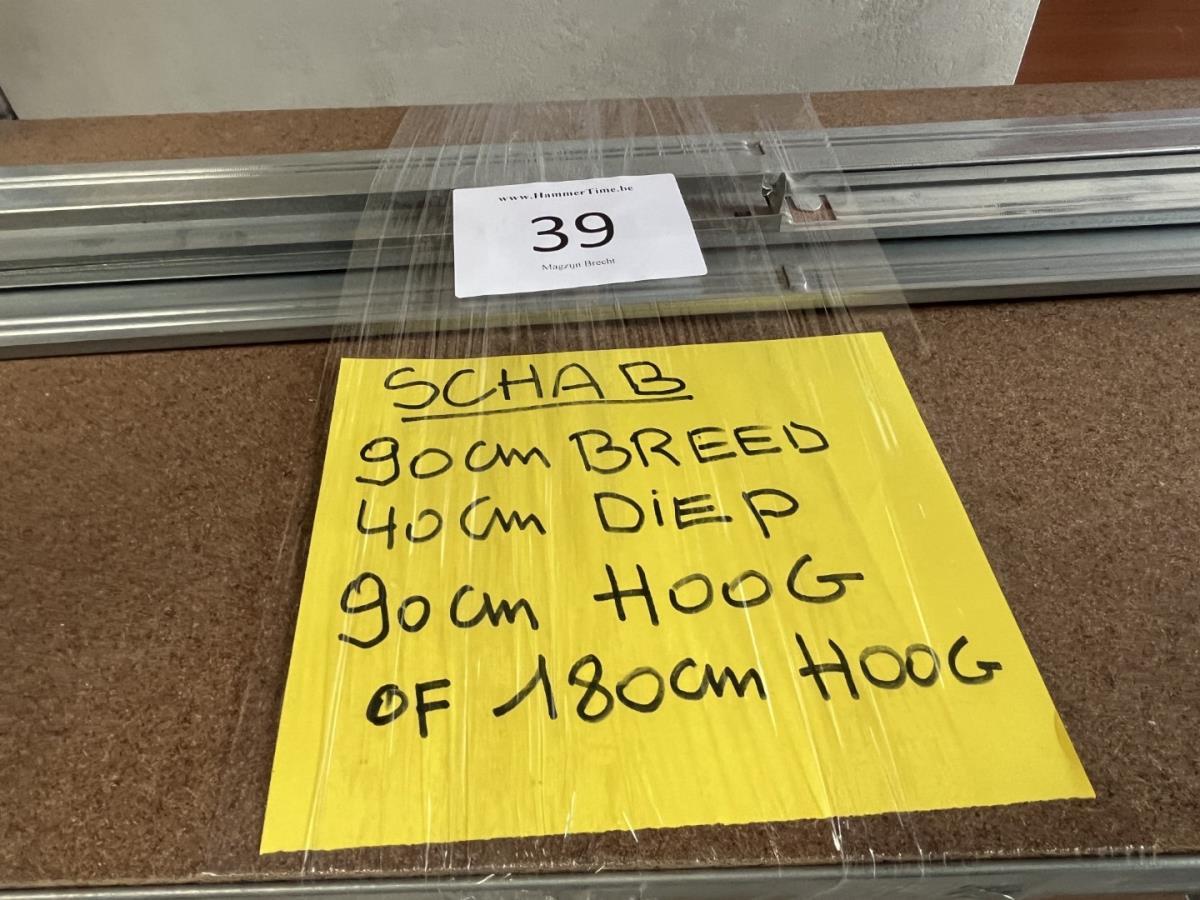 www.HammerTime.be
39
Magzijn Brecht
SCHAB
90cm BREED
40cm DiEP
90cm HOOG
OF 180cm HOOG